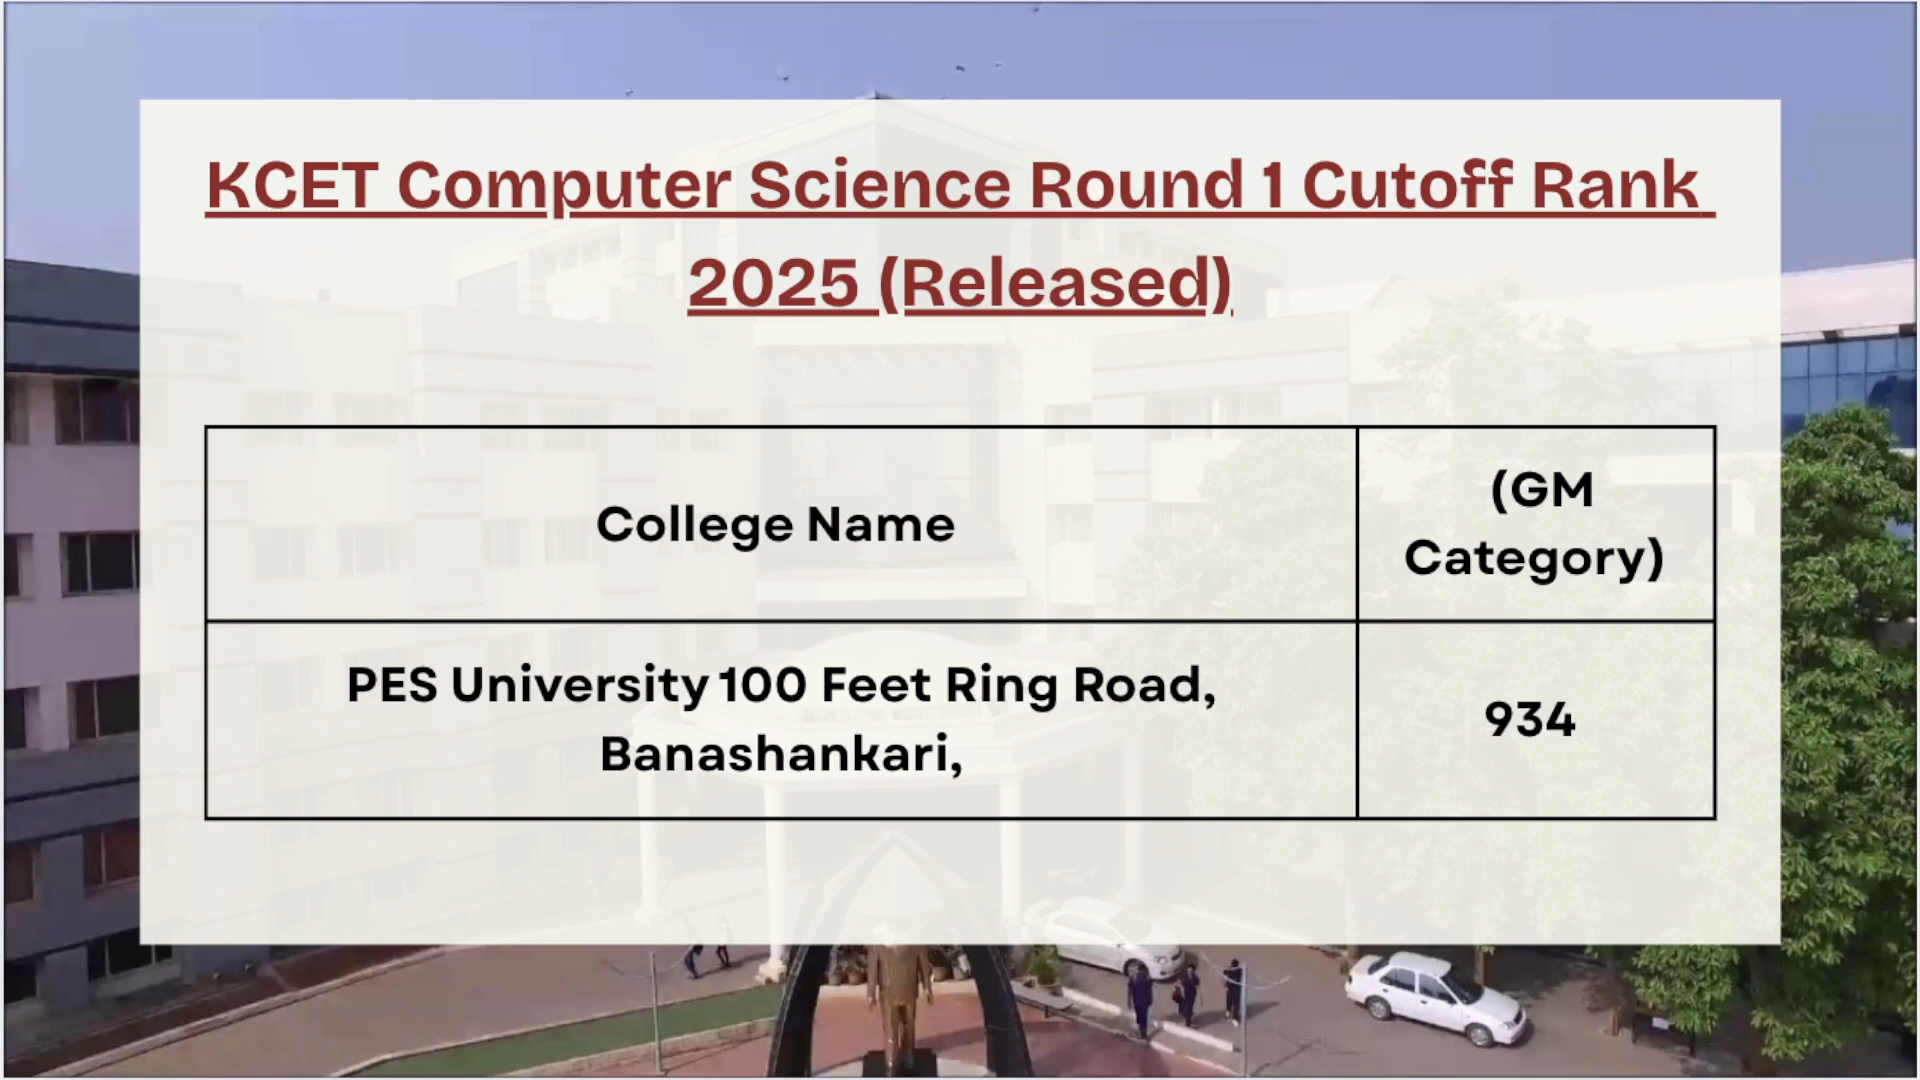 KCET Computer Science Round 1 Cutoff Rank
2025 (Released)
College Name
(GM
Category)
PES University 100 Feet Ring Road,
Banashankari,
934